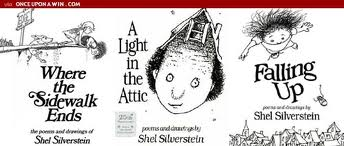 via ONCE UPON A WIN . COM
Where the
Sidewalk
Ends
the poems and drawings of
Shel Silverstein
A
Light
in the
Attic
20th
poems and drawings by
Shel Silverstein
Falling
Up
poems and drawings by
Shel Silverstein